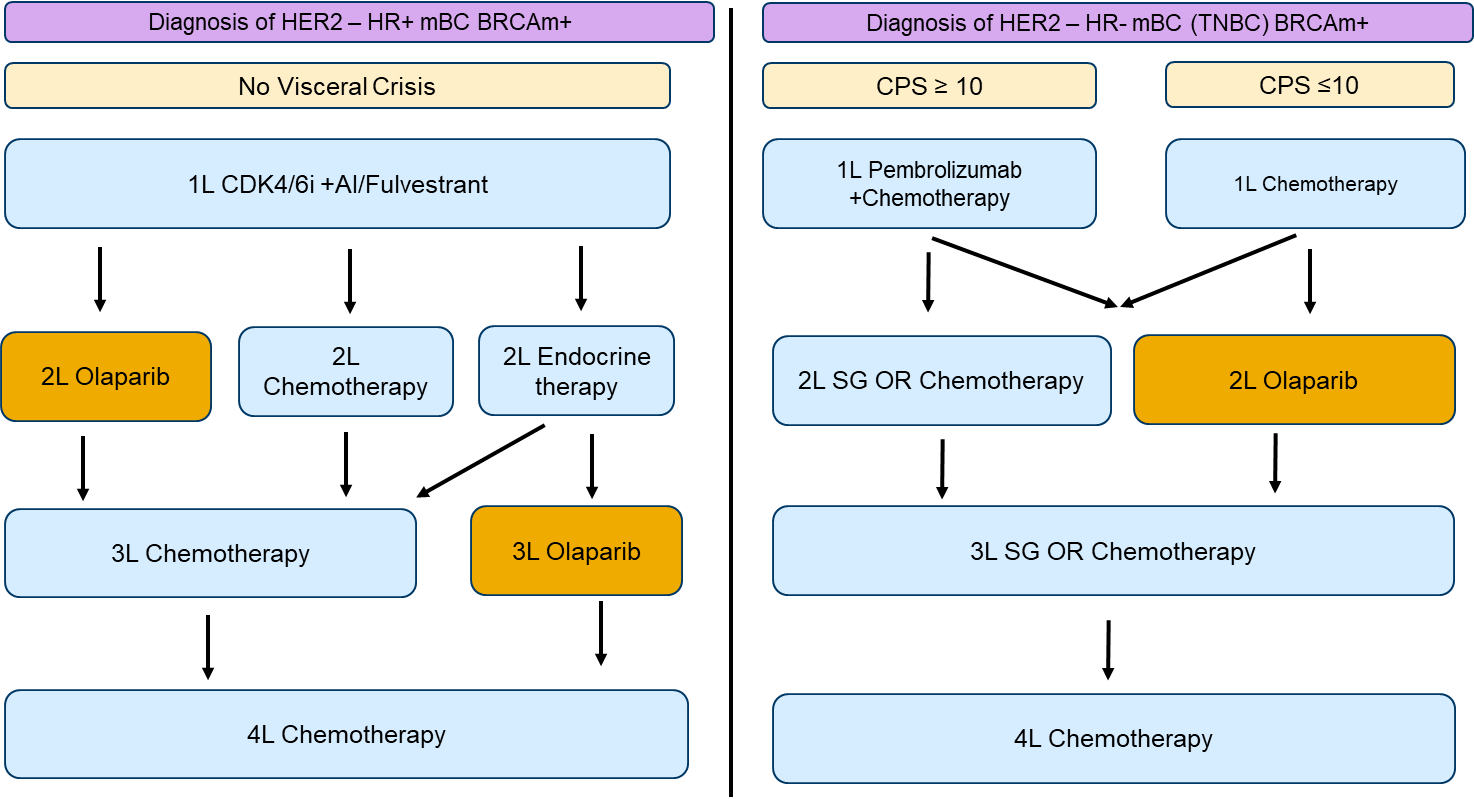 Diagnosis of HER2 – HR+ mBC BRCAm+
No Visceral Crisis
1L CDK4/6i +AI/Fulvestrant
2L Olaparib
2L
Chemotherapy
2L Endocrine
therapy
3L Chemotherapy
3L Olaparib
4L Chemotherapy
Diagnosis of HER2 – HR- mBC (TNBC) BRCAm+
CPS ≥ 10
CPS ≤10
1L Pembrolizumab
+Chemotherapy
1L Chemotherapy
2L SG OR Chemotherapy
2L Olaparib
3L SG OR Chemotherapy
4L Chemotherapy